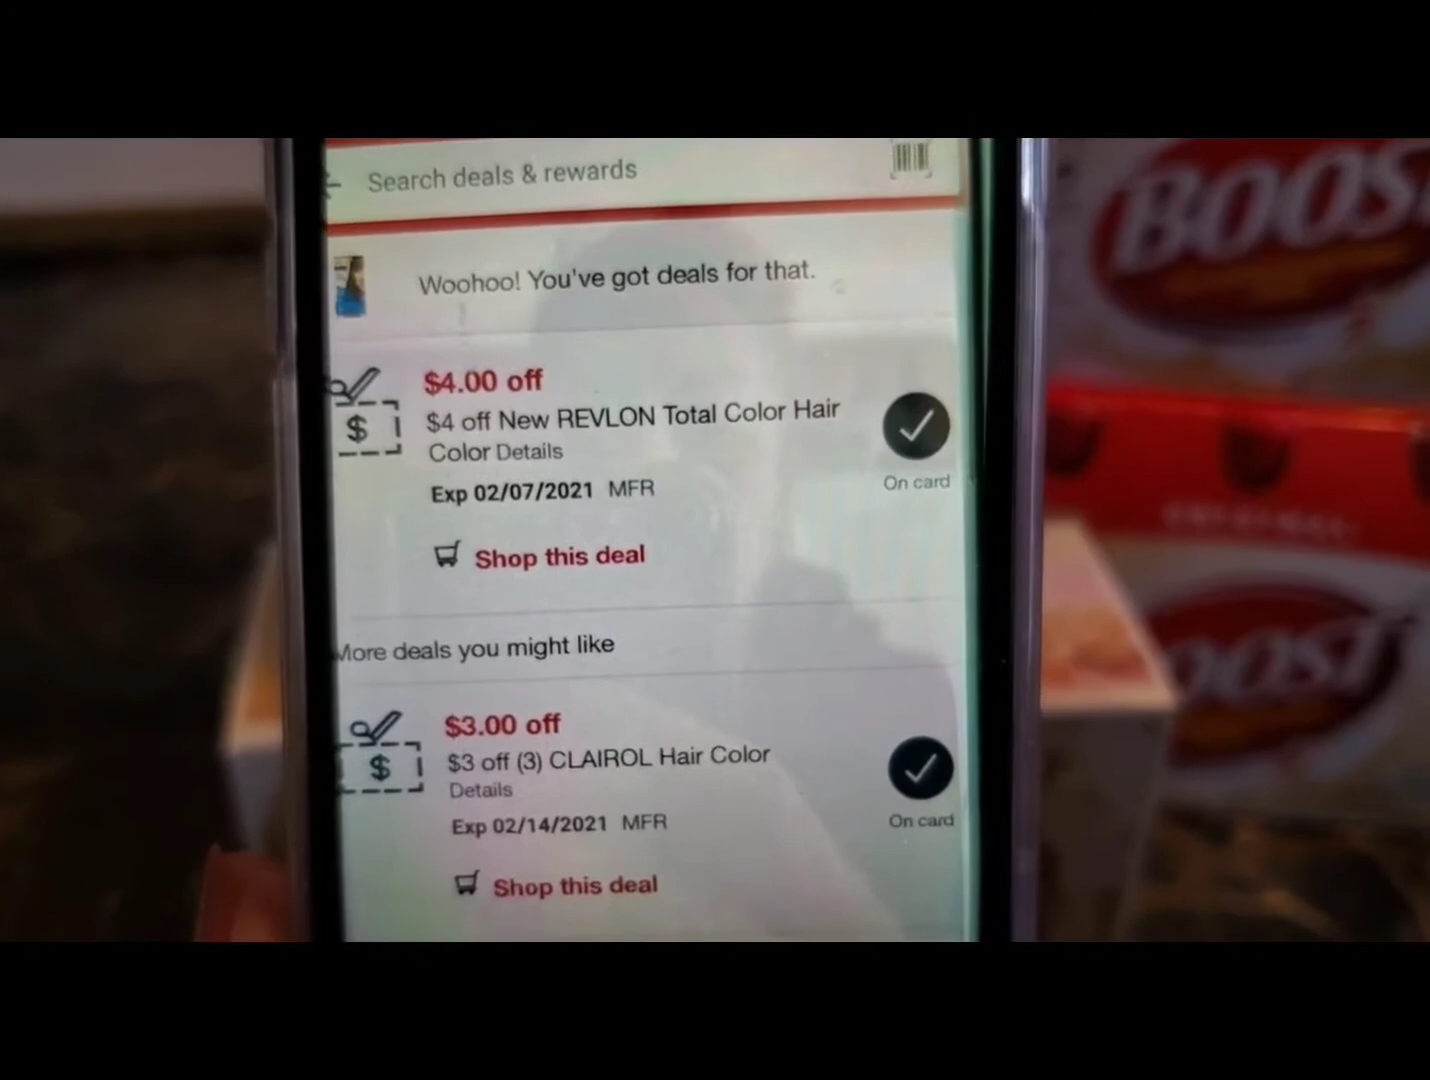 Search deals & rewards
BOOS
Woohoo! You've got deals for that.
$4.00 off
$ $4 off New REVLON Total Color Hair
Color Details
On card
Exp 02/07/2021 MFR
Shop this deal
More deals you might like
OOST
$3.00 off
$ $3 off (3) CLAIROL Hair Color
Details
Exp 02/14/2021 MFR
On card
Shop this deal